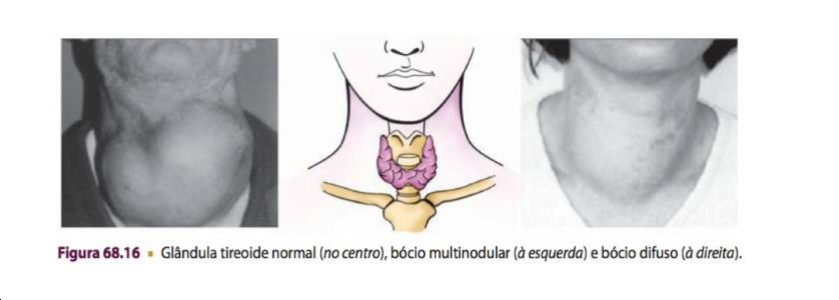 Figura 68.16 ▪ Glândula tireoide normal (no centro), bócio multinodular (à esquerda) e bócio difuso (à direita).